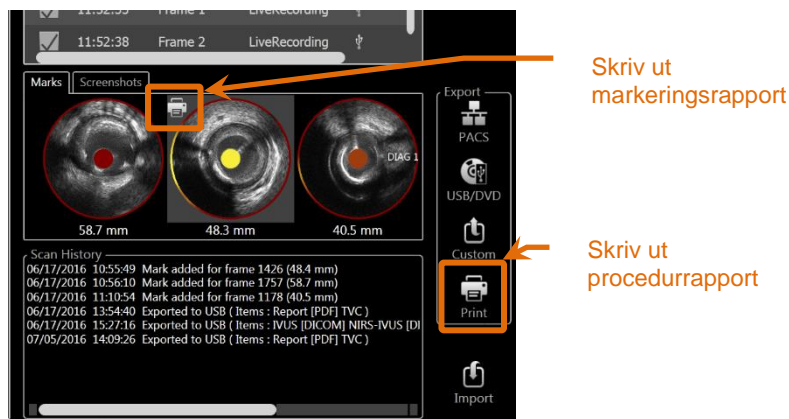 11:52:35 Frame 1 LiveRecording
11:52:38 Frame 2 LiveRecording
Marks Screenshots
DIAG 1
58.7 mm 48.3 mm 40.5 mm
Scan History
06/17/2016 10:55:49 Mark added for frame 1426 (48.4 mm)
06/17/2016 10:56:10 Mark added for frame 1757 (58.7 mm)
06/17/2016 11:10:54 Mark added for frame 1178 (40.5 mm)
06/17/2016 13:54:40 Exported to USB ( Items : Report [PDF] TVC )
06/17/2016 15:27:16 Exported to USB ( Items : IVUS [DICOM] NIRS-IVUS [DI
07/05/2016 14:09:26 Exported to USB ( Items : Report [PDF] TVC )
Export
PACS
USB/DVD
Custom
Print
Import
Skriv ut
markeringsrapport
Skriv ut
procedurrapport